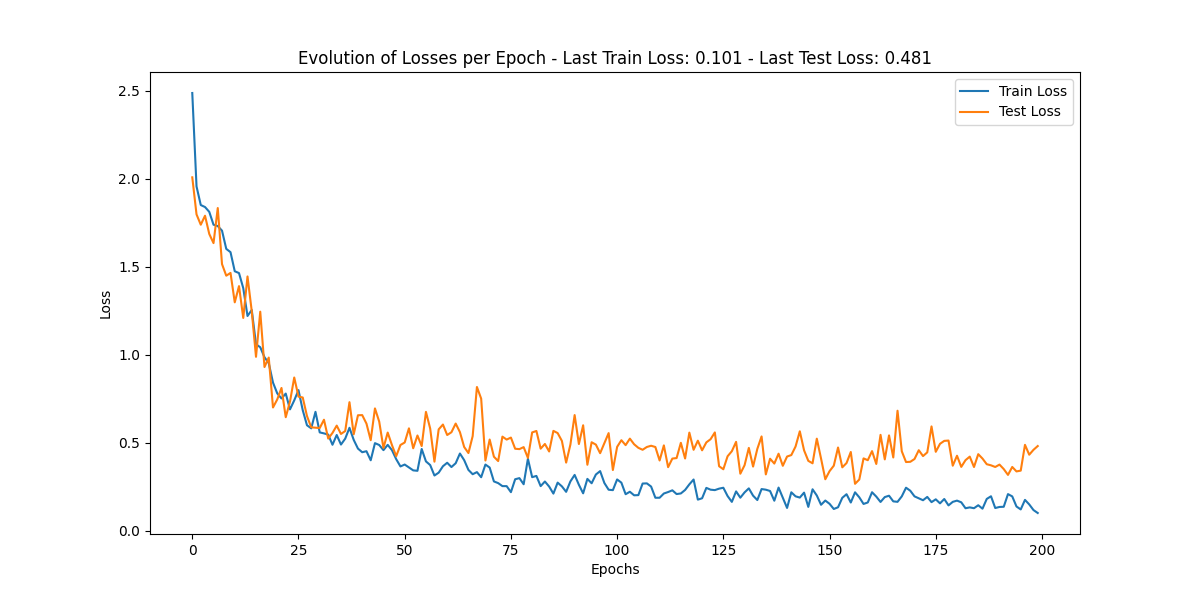 Evolution of Losses per Epoch - Last Train Loss: 0.101 - Last Test Loss: 0.481
Train Loss
Test Loss
2.5
2.0
1.5
1.0
0.5
0.0
Loss
0 25 50 75 100 125 150 175 200
Epochs